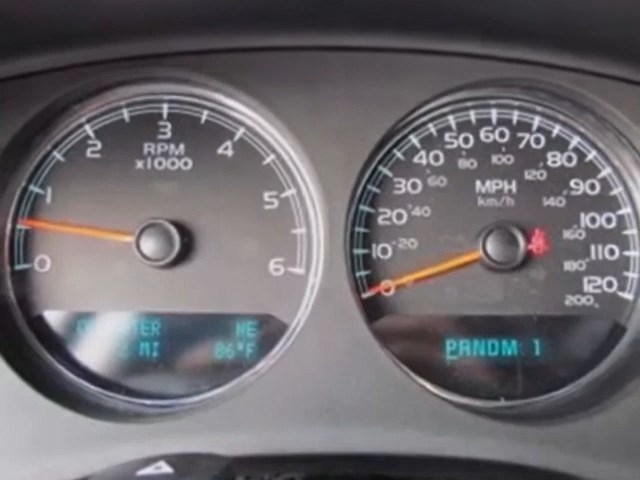 3
2 4
RPM
x1000
1 5
0 6
NE
MI 86°F
60
50 70
40 80
80 100 120
30 60 90
MPH
km/h 140
20 40 100
160
10 20 110
180
0 120
200
PRNDM 1